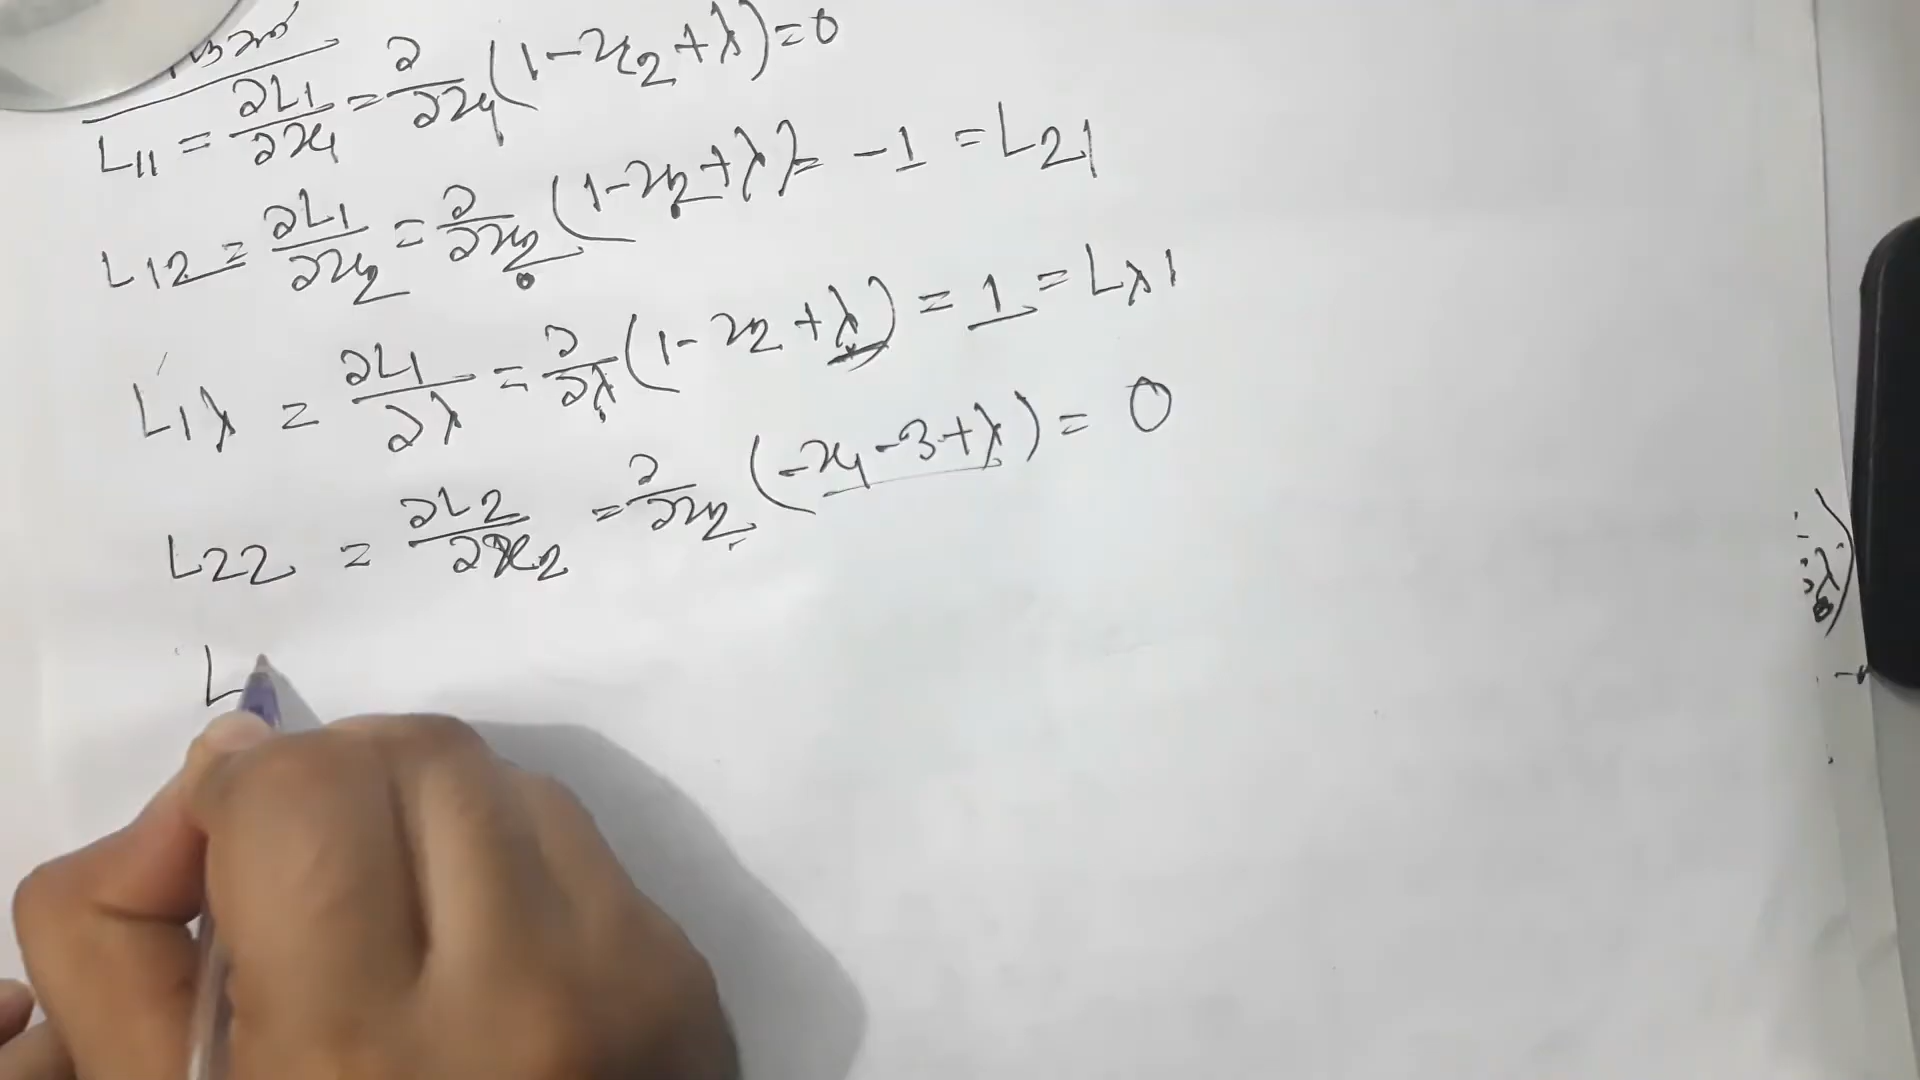 L₁₁ = ∂L₁/∂x₁ = ∂/∂x₁ (1-x₂+λ) = 0
L₁₂ = ∂L₁/∂x₂ = ∂/∂x₂ (1-x₂+λ) = -1 = L₂₁
L₁λ = ∂L₁/∂λ = ∂/∂λ (1-x₂+λ) = 1 = Lλ₁
L₂₂ = ∂L₂/∂x₂ = ∂/∂x₂ (-x₁-3+λ) = 0
L